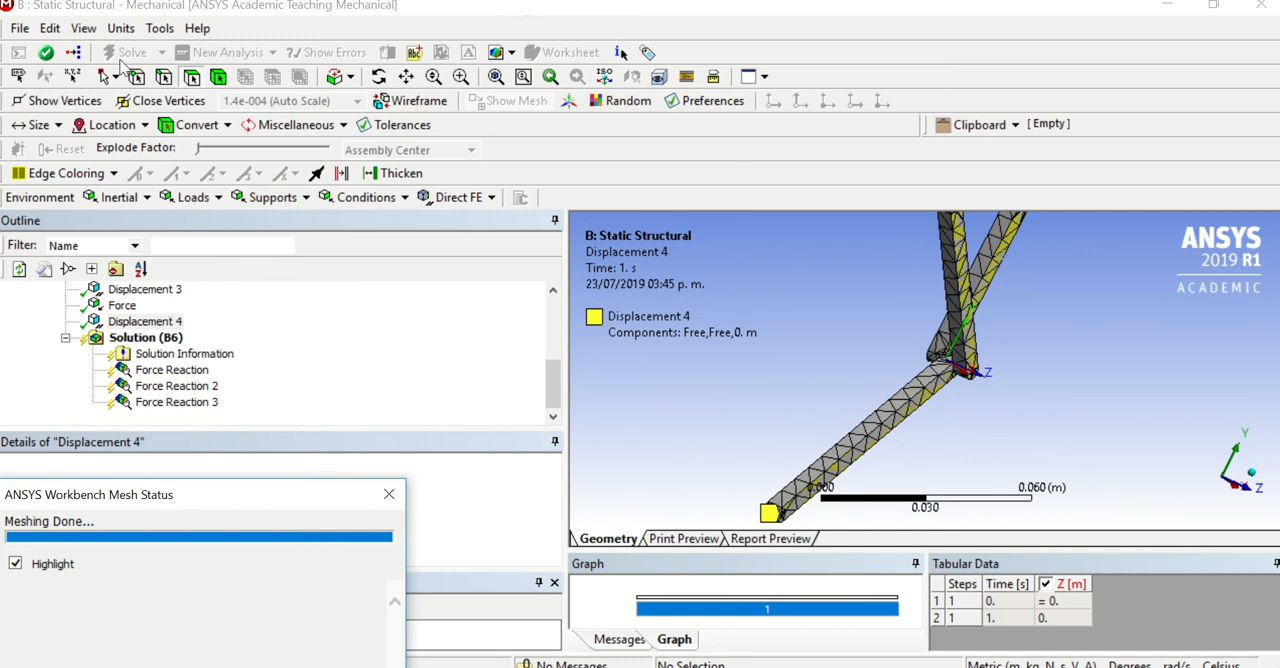 B : Static Structural - Mechanical [ANSYS Academic Teaching Mechanical]
File Edit View Units Tools Help
Solve New Analysis ?/ Show Errors Worksheet
Show Vertices Close Vertices 1.4e-004 (Auto Scale) Wireframe Show Mesh Random Preferences
Size Location Convert Miscellaneous Tolerances Clipboard [ Empty ]
Reset Explode Factor: Assembly Center
Edge Coloring Thicken
Environment Inertial Loads Supports Conditions Direct FE
Outline
Filter: Name
Displacement 3
Force
Displacement 4
Solution (B6)
Solution Information
Force Reaction
Force Reaction 2
Force Reaction 3
Details of "Displacement 4"
ANSYS Workbench Mesh Status
Meshing Done...
Highlight
B: Static Structural
Displacement 4
Time: 1. s
23/07/2019 03:45 p. m.
Displacement 4
Components: Free,Free,0. m
ANSYS
2019 R1
ACADEMIC
Z
Y
Z
0.000 0.060 (m)
0.030
Geometry Print Preview Report Preview
Graph
1
Messages Graph
Tabular Data
Steps Time [s] Z [m]
1 1 0. = 0.
2 1 1. 0.
0 No Messages No Selection Metric (m, kg, N, s, V, A) Degrees rad/s Celsius